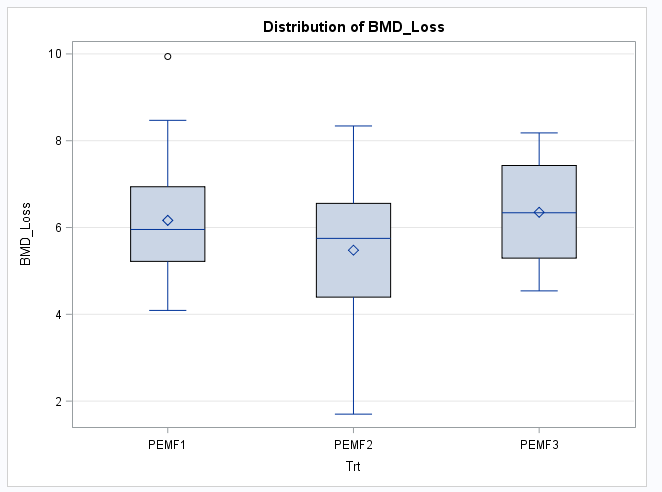 Distribution of BMD_Loss
10
8
6
4
2
BMD_Loss
PEMF1 PEMF2 PEMF3
Trt